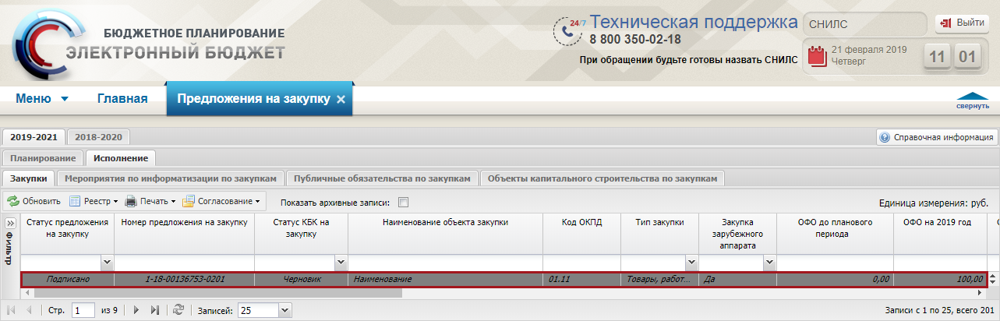 БЮДЖЕТНОЕ ПЛАНИРОВАНИЕ
ЭЛЕКТРОННЫЙ БЮДЖЕТ
24/7 Техническая поддержка
8 800 350-02-18
При обращении будьте готовы назвать СНИЛС
СНИЛС
Выйти
21 февраля 2019
Четверг
11 01
Меню Главная Предложения на закупку
свернуть
2019-2021 2018-2020
Справочная информация
Планирование Исполнение
Закупки Мероприятия по информатизации по закупкам Публичные обязательства по закупкам Объекты капитального строительства по закупкам
Обновить Реестр Печать Согласование Показать архивные записи: Единица измерения: руб.
Фильтр
Статус предложения на закупку Номер предложения на закупку Статус КБК на закупку Наименование объекта закупки Код ОКПД Тип закупки Закупка зарубежного аппарата ОФО до планового периода ОФО на 2019 год
Подписано 1-18-00136753-0201 Черновик Наименование 01.11 Товары, работ... Да 0,00 100,00
Стр. 1 из 9 Записей: 25 Записи с 1 по 25, всего 201